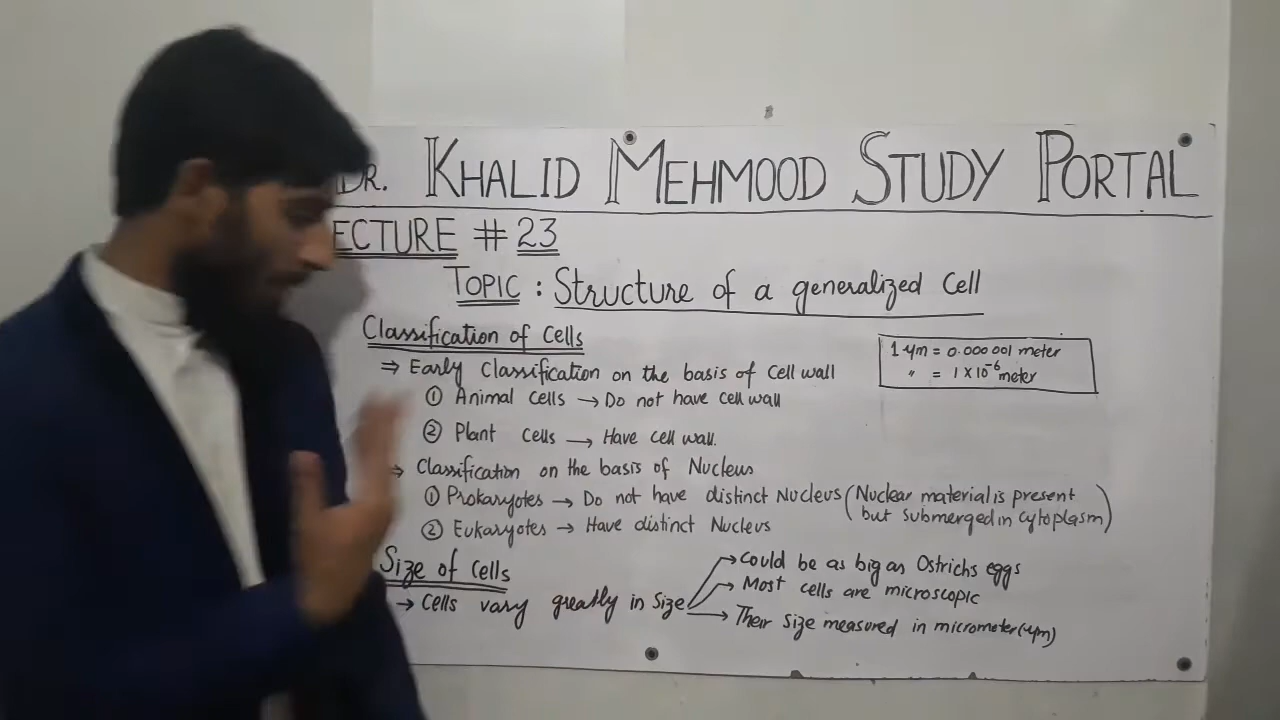 DR. KHALID MEHMOOD STUDY PORTAL
ECTURE # 23
TOPIC : Structure of a generalized Cell
Classification of Cells
⇒ Early Classification on the basis of Cell wall
① Animal cells → Do not have cell wall
② Plant Cells → Have cell wall.
1 μm = 0.000 001 meter
" = 1 X 10⁻⁶ meter
⇒ Classification on the basis of Nucleus
① Prokaryotes → Do not have distinct Nucleus (Nuclear material is present
but submerged in cytoplasm)
② Eukaryotes → Have distinct Nucleus
Size of Cells
→ Cells vary greatly in Size
→ Could be as big as Ostrichs eggs
→ Most cells are microscopic
→ Their size measured in micrometer (μm)